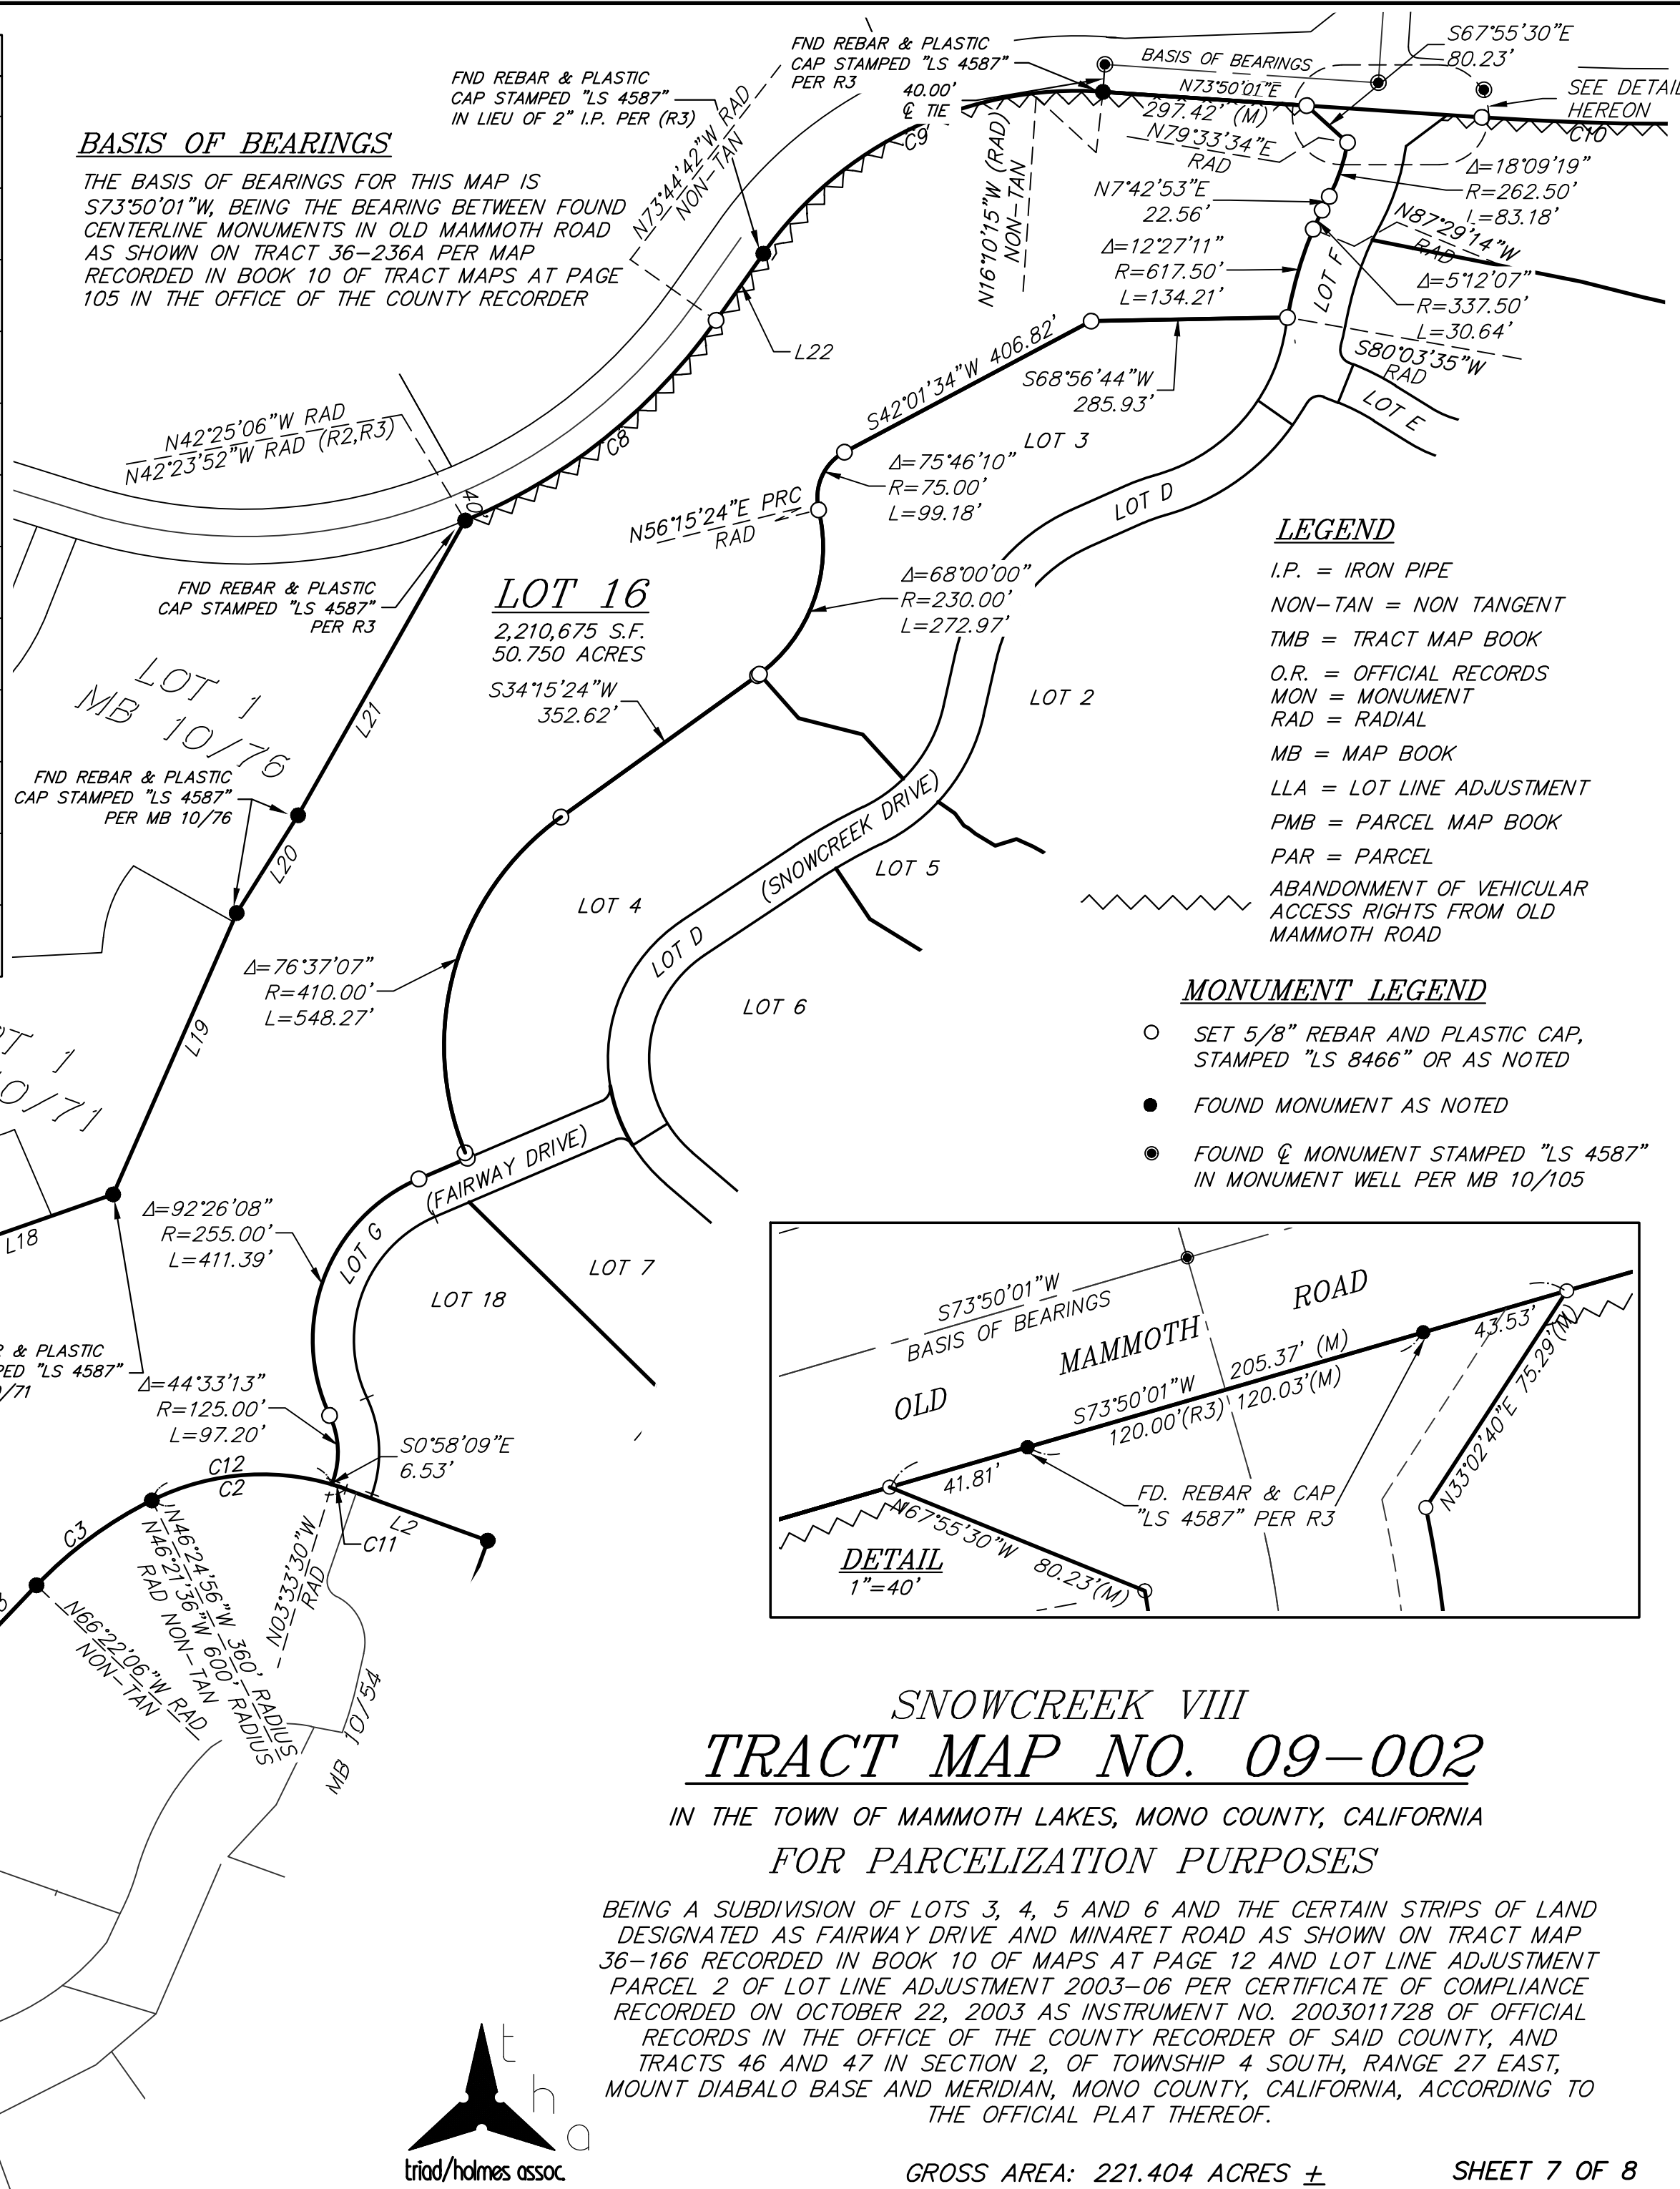 FND REBAR & PLASTIC
CAP STAMPED "LS 4587"
IN LIEU OF 2" I.P. PER (R3)
FND REBAR & PLASTIC
CAP STAMPED "LS 4587"
PER R3
40.00'
℄ TIE
C9
BASIS OF BEARINGS
N73°50'01"E
297.42' (M)
N79°33'34"E
RAD
S67°55'30"E
80.23'
SEE DETAIL
HEREON
C10
BASIS OF BEARINGS
THE BASIS OF BEARINGS FOR THIS MAP IS
S73°50'01"W, BEING THE BEARING BETWEEN FOUND
CENTERLINE MONUMENTS IN OLD MAMMOTH ROAD
AS SHOWN ON TRACT 36-236A PER MAP
RECORDED IN BOOK 10 OF TRACT MAPS AT PAGE
105 IN THE OFFICE OF THE COUNTY RECORDER
N73°44'42"W RAD
NON-TAN
N16°10'15"W (RAD)
NON-TAN
N7°42'53"E
22.56'
Δ=18°09'19"
R=262.50'
L=83.18'
N87°29'14"W
RAD
Δ=12°27'11"
R=617.50'
L=134.21'
LOT F
Δ=5°12'07"
R=337.50'
L=30.64'
S80°03'35"W
RAD
LOT E
L22
S42°01'34"W 406.82'
S68°56'44"W
285.93'
N42°25'06"W RAD
N42°23'52"W RAD (R2,R3)
C8
40'
LOT 3
Δ=75°46'10"
R=75.00'
L=99.18'
N56°15'24"E PRC
RAD
LOT D
FND REBAR & PLASTIC
CAP STAMPED "LS 4587"
PER R3
LOT 16
2,210,675 S.F.
50.750 ACRES
Δ=68°00'00"
R=230.00'
L=272.97'
S34°15'24"W
352.62'
LOT 2
LEGEND
I.P. = IRON PIPE
NON-TAN = NON TANGENT
TMB = TRACT MAP BOOK
O.R. = OFFICIAL RECORDS
MON = MONUMENT
RAD = RADIAL
MB = MAP BOOK
LLA = LOT LINE ADJUSTMENT
PMB = PARCEL MAP BOOK
PAR = PARCEL
ABANDONMENT OF VEHICULAR
ACCESS RIGHTS FROM OLD
MAMMOTH ROAD
LOT 1
MB 10/76
L21
FND REBAR & PLASTIC
CAP STAMPED "LS 4587"
PER MB 10/76
L20
(SNOWCREEK DRIVE)
LOT 5
LOT 4
LOT D
LOT 6
Δ=76°37'07"
R=410.00'
L=548.27'
L19
1
10/71
MONUMENT LEGEND
SET 5/8" REBAR AND PLASTIC CAP,
STAMPED "LS 8466" OR AS NOTED
FOUND MONUMENT AS NOTED
FOUND ℄ MONUMENT STAMPED "LS 4587"
IN MONUMENT WELL PER MB 10/105
L18
(FAIRWAY DRIVE)
Δ=92°26'08"
R=255.00'
L=411.39'
LOT G
LOT 7
LOT 18
& PLASTIC
"LS 4587"
/71
Δ=44°33'13"
R=125.00'
L=97.20'
S0°58'09"E
6.53'
C12
C2
C3
L2
C11
N46°24'56"W 360' RADIUS
N46°21'36"W 600' RADIUS
RAD NON-TAN
N03°33'30"W
RAD
N66°22'06"W RAD
NON-TAN
MB 10/54
S73°50'01"W
BASIS OF BEARINGS
OLD MAMMOTH ROAD
S73°50'01"W 205.37' (M)
120.00'(R3) 120.03'(M)
43.53'
41.81'
N33°02'40"E 75.29'(M)
FD. REBAR & CAP
"LS 4587" PER R3
N67°55'30"W 80.23'(M)
DETAIL
1"=40'
SNOWCREEK VIII
TRACT MAP NO. 09-002
IN THE TOWN OF MAMMOTH LAKES, MONO COUNTY, CALIFORNIA
FOR PARCELIZATION PURPOSES
BEING A SUBDIVISION OF LOTS 3, 4, 5 AND 6 AND THE CERTAIN STRIPS OF LAND
DESIGNATED AS FAIRWAY DRIVE AND MINARET ROAD AS SHOWN ON TRACT MAP
36-166 RECORDED IN BOOK 10 OF MAPS AT PAGE 12 AND LOT LINE ADJUSTMENT
PARCEL 2 OF LOT LINE ADJUSTMENT 2003-06 PER CERTIFICATE OF COMPLIANCE
RECORDED ON OCTOBER 22, 2003 AS INSTRUMENT NO. 2003011728 OF OFFICIAL
RECORDS IN THE OFFICE OF THE COUNTY RECORDER OF SAID COUNTY, AND
TRACTS 46 AND 47 IN SECTION 2, OF TOWNSHIP 4 SOUTH, RANGE 27 EAST,
MOUNT DIABALO BASE AND MERIDIAN, MONO COUNTY, CALIFORNIA, ACCORDING TO
THE OFFICIAL PLAT THEREOF.
t
h
a
triad/holmes assoc.
GROSS AREA: 221.404 ACRES ±
SHEET 7 OF 8